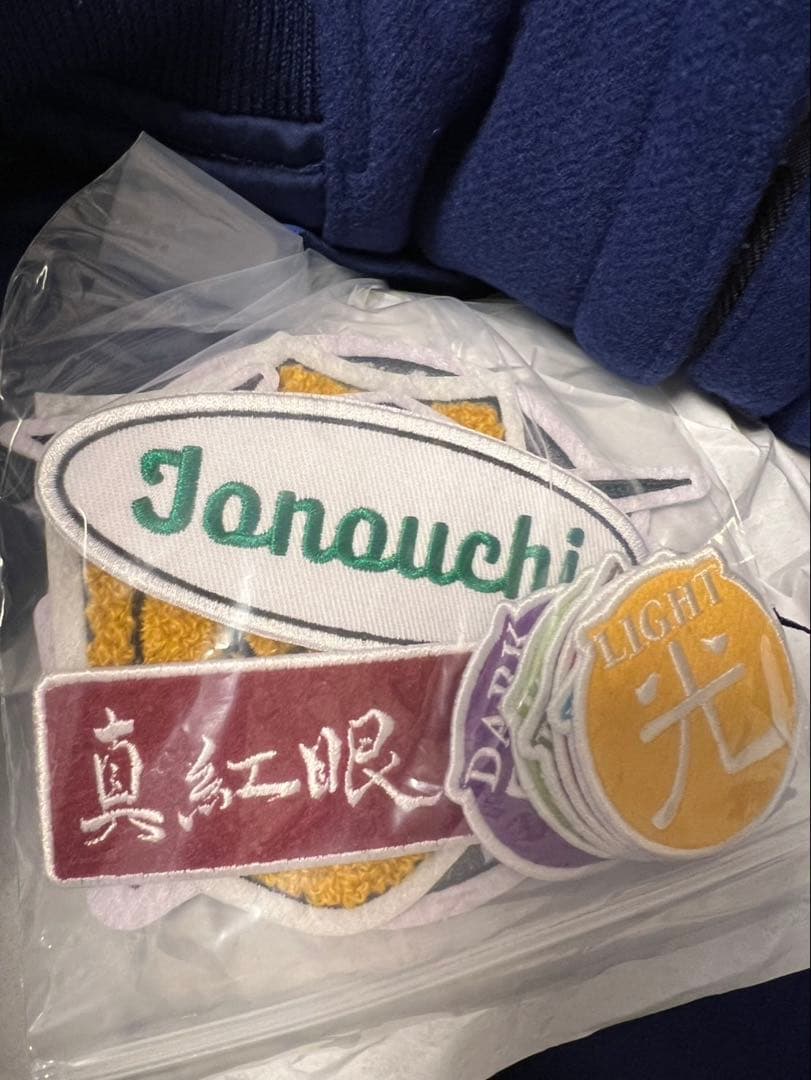 Jonouchi
真紅眼
DARK
LIGHT
光